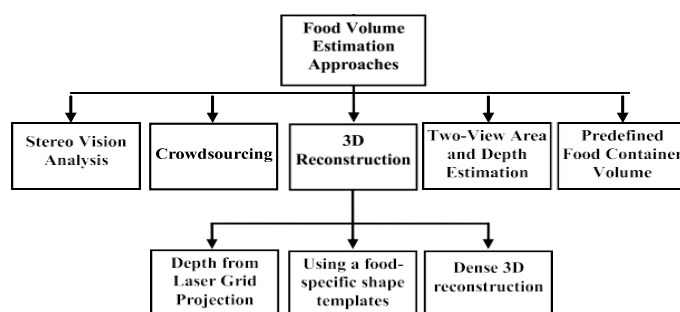 Food Volume
Estimation
Approaches
Stereo Vision
Analysis
Crowdsourcing
3D
Reconstruction
Two-View Area
and Depth
Estimation
Predefined
Food Container
Volume
Depth from
Laser Grid
Projection
Using a food-
specific shape
templates
Dense 3D
reconstruction